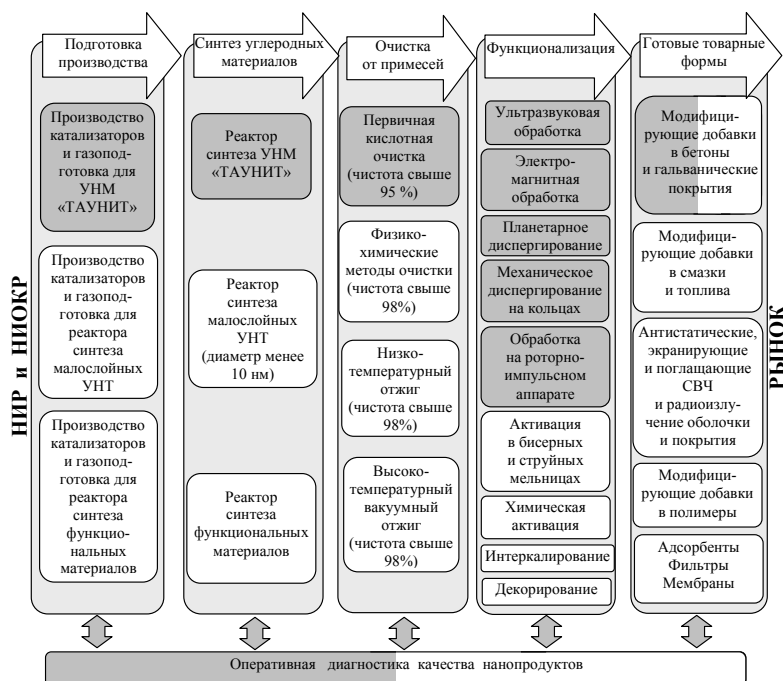 НИР и НИОКР
Подготовка
производства
Производство
катализаторов
и газопод-
готовка для
УНМ
«ТАУНИТ»
Производство
катализаторов
и газопод-
готовка для
реактора
синтеза
малослойных
УНТ
Производство
катализаторов
и газопод-
готовка для
реактора
синтеза
функцио-
нальных
материалов
Синтез углеродных
материалов
Реактор
синтеза УНМ
«ТАУНИТ»
Реактор
синтеза
малослойных
УНТ
(диаметр менее
10 нм)
Реактор
синтеза
функциональных
материалов
Очистка
от примесей
Первичная
кислотная
очистка
(чистота свыше
95 %)
Физико-
химические
методы очистки
(чистота свыше
98%)
Низко-
температурный
отжиг
(чистота свыше
98%)
Высоко-
температурный
вакуумный
отжиг
(чистота свыше
98%)
Функционализация
Ультразвуковая
обработка
Электро-
магнитная
обработка
Планетарное
диспергирование
Механическое
диспергирование
на кольцах
Обработка
на роторно-
импульсном
аппарате
Активация
в бисерных
и струйных
мельницах
Химическая
активация
Интеркалирование
Декорирование
Готовые товарные
формы
Модифици-
рующие добавки
в бетоны
и гальванические
покрытия
Модифици-
рующие добавки
в смазки
и топлива
Антистатические,
экранирующие
и поглащающие
СВЧ
и радиоизлу-
чение оболочки
и покрытия
Модифици-
рующие добавки
в полимеры
Адсорбенты
Фильтры
Мембраны
РЫНОК
Оперативная диагностика качества нанопродуктов